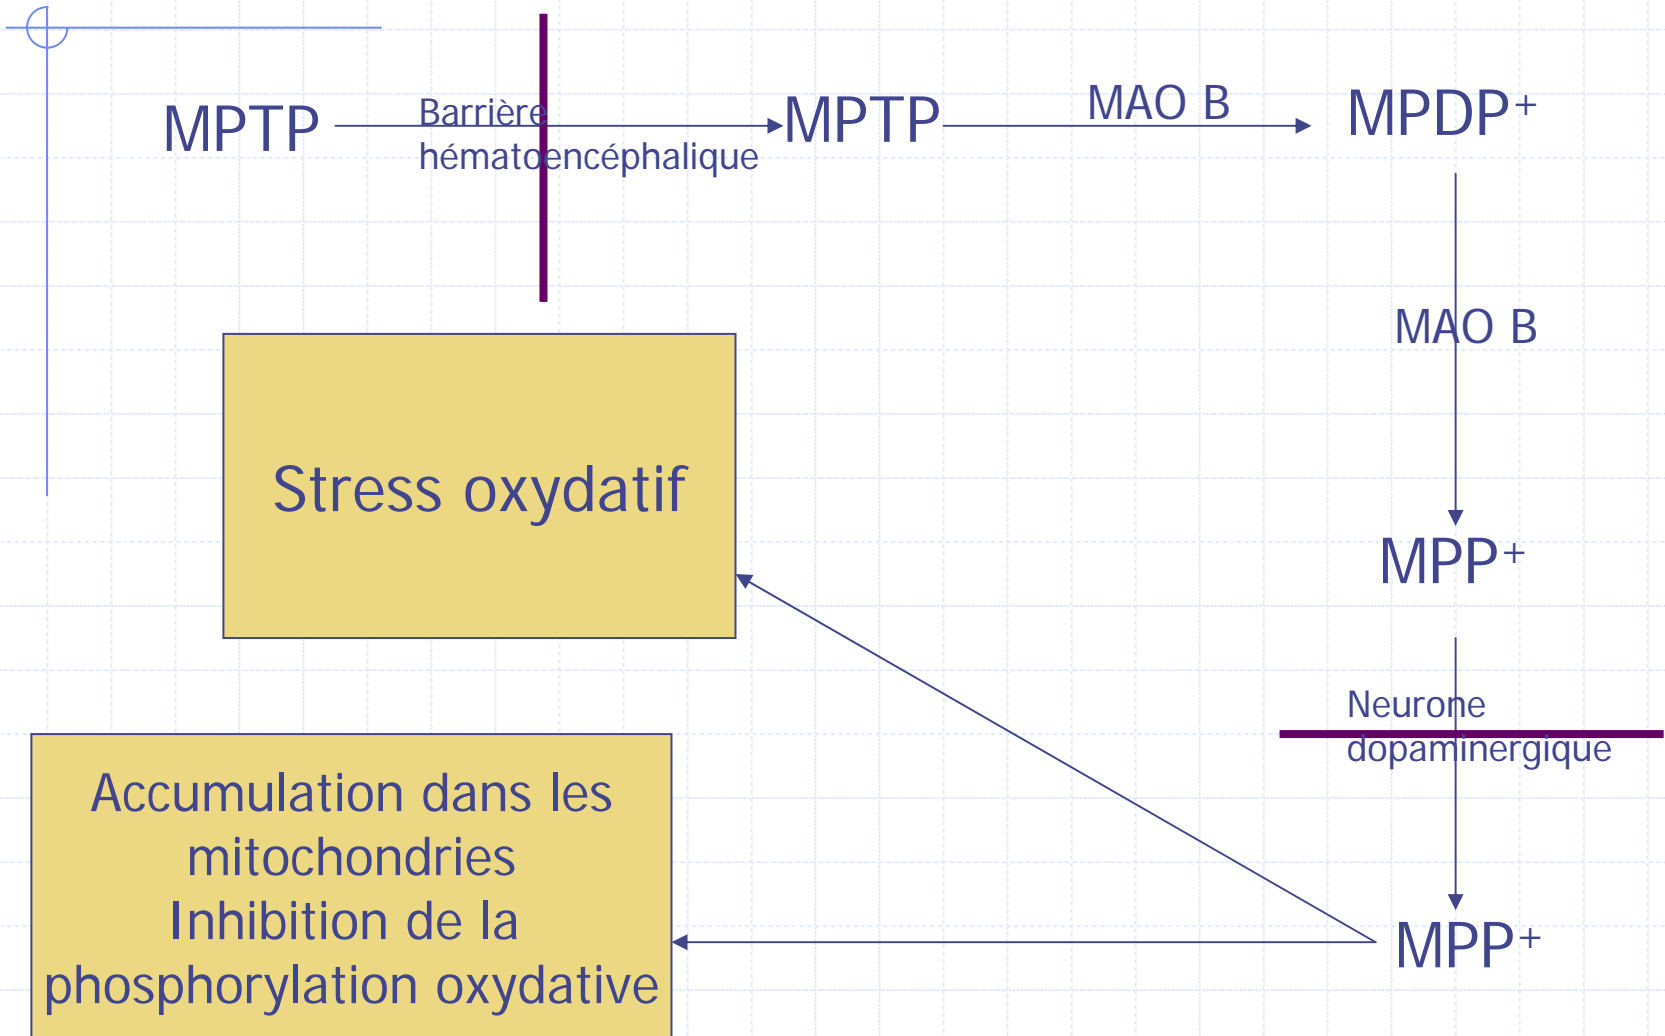 MPTP
Barrière
hématoencéphalique
MPTP
MAO B
MPDP⁺
MAO B
Stress oxydatif
MPP⁺
Neurone
dopaminergique
Accumulation dans les
mitochondries
Inhibition de la
phosphorylation oxydative
MPP⁺